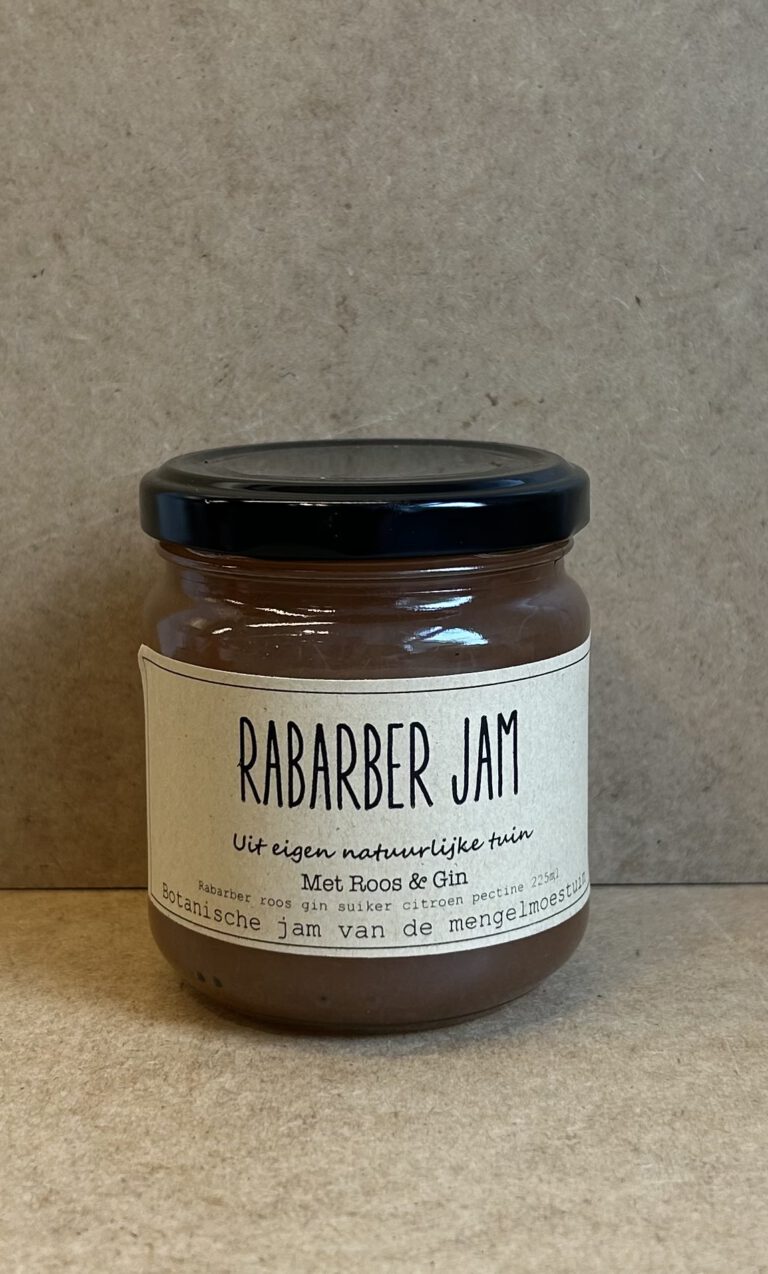 RABARBER JAM
Uit eigen natuurlijke tuin
Met Roos & Gin
Rabarber roos gin suiker citroen pectine 225ml
Botanische jam van de mengelmoestuin